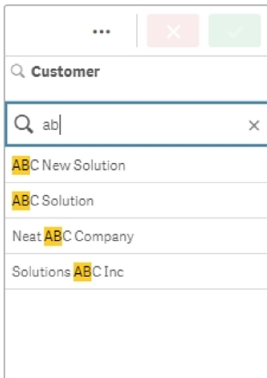 Customer
ab
ABC New Solution
ABC Solution
Neat ABC Company
Solutions ABC Inc